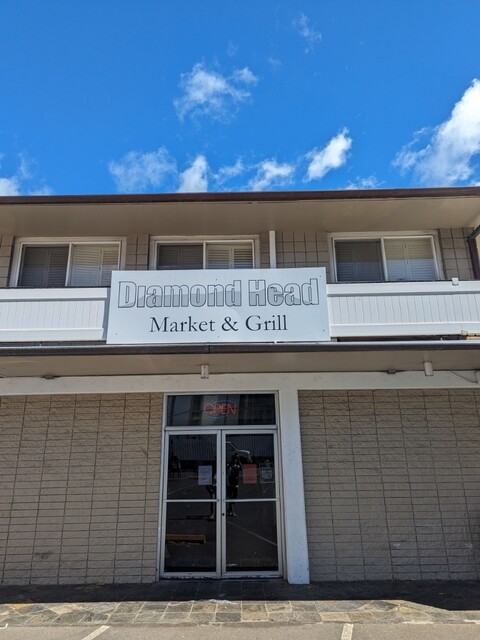 Diamond Head
Market & Grill
OPEN